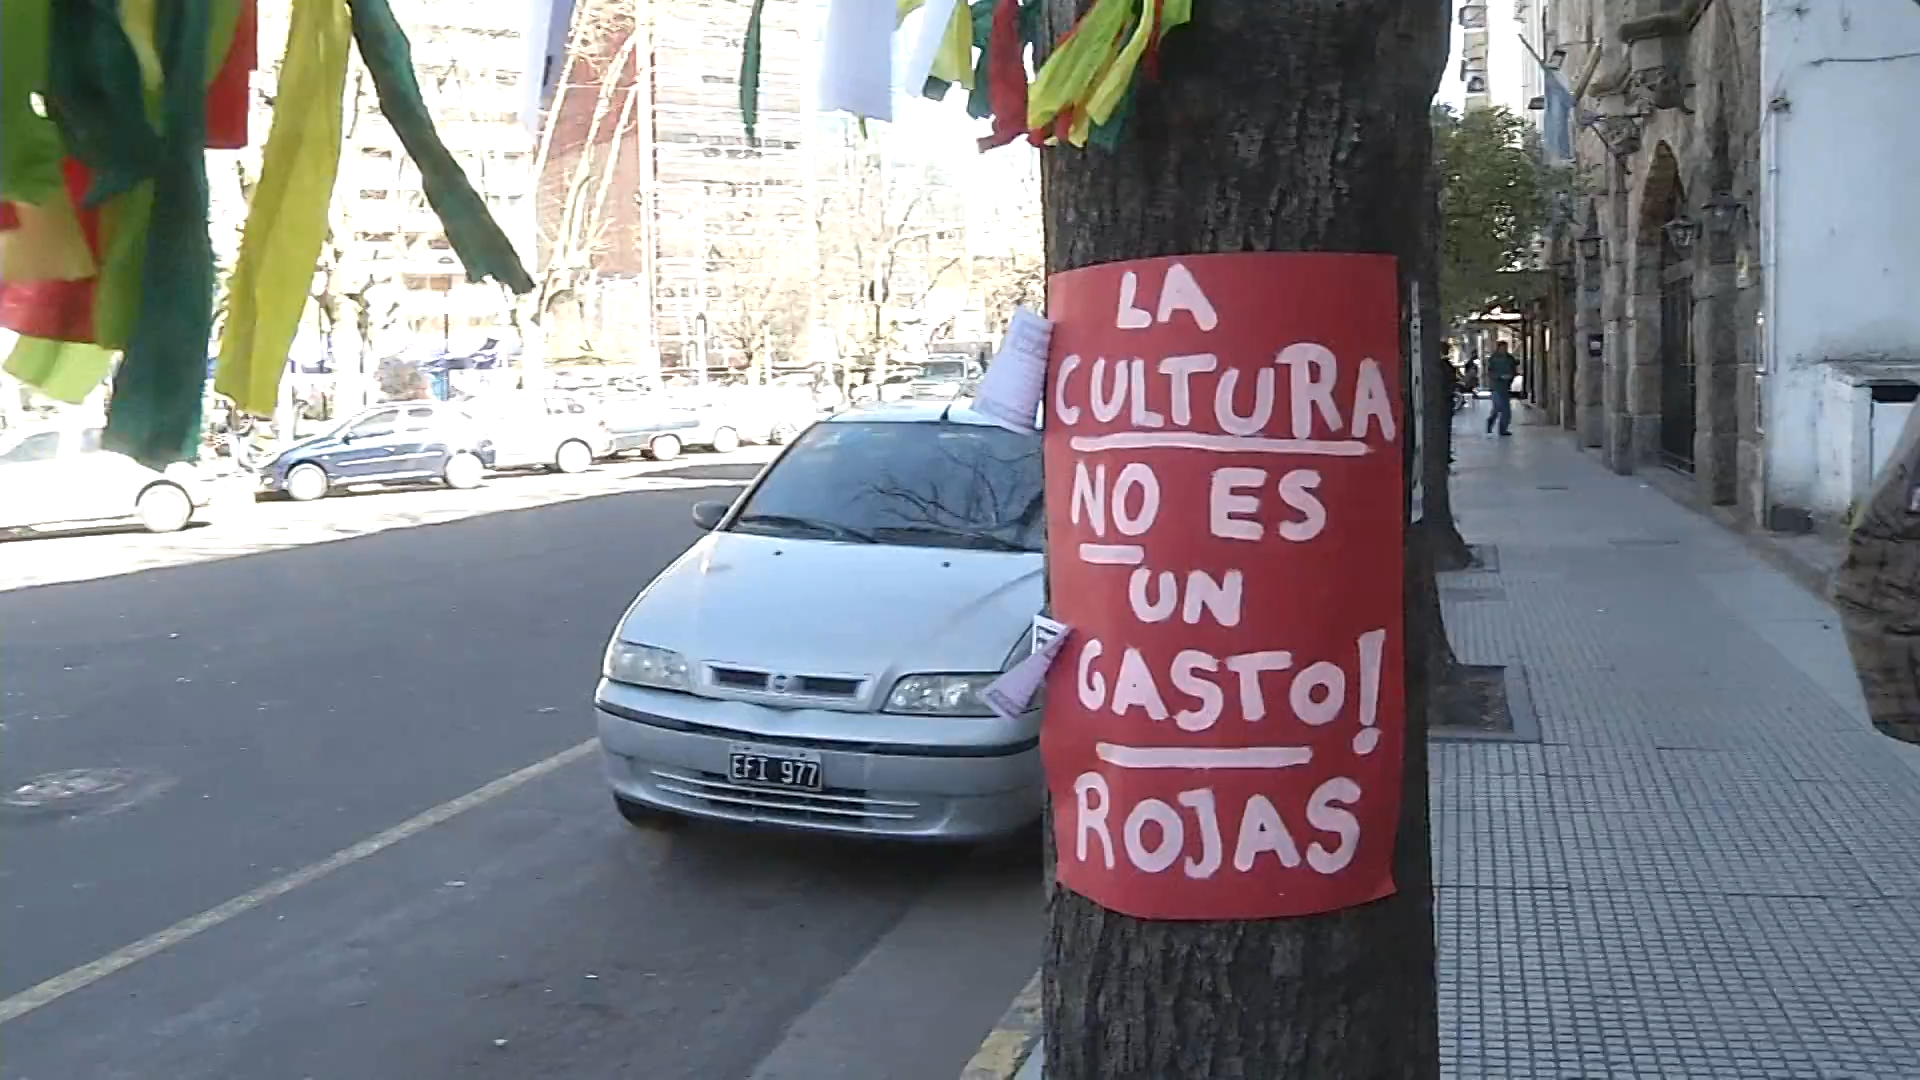 LA
CULTURA
NO ES
UN
GASTO!
ROJAS
EFI 977